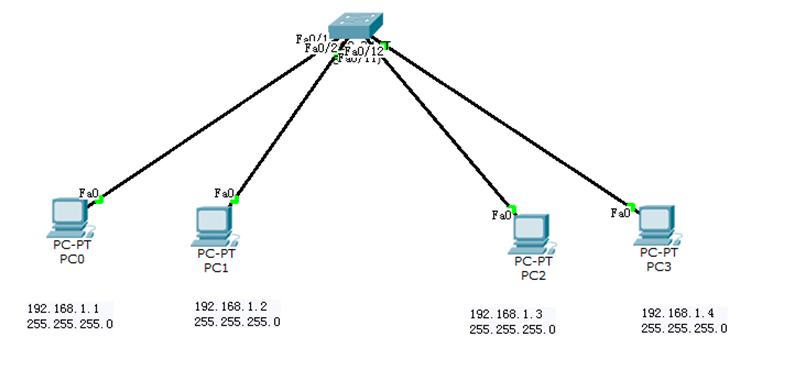 Fa0/1
Fa0/2
Fa0/12
Fa0/11
Fa0
Fa0
Fa0
Fa0
PC-PT
PC0
PC-PT
PC1
PC-PT
PC2
PC-PT
PC3
192.168.1.1
255.255.255.0
192.168.1.2
255.255.255.0
192.168.1.3
255.255.255.0
192.168.1.4
255.255.255.0